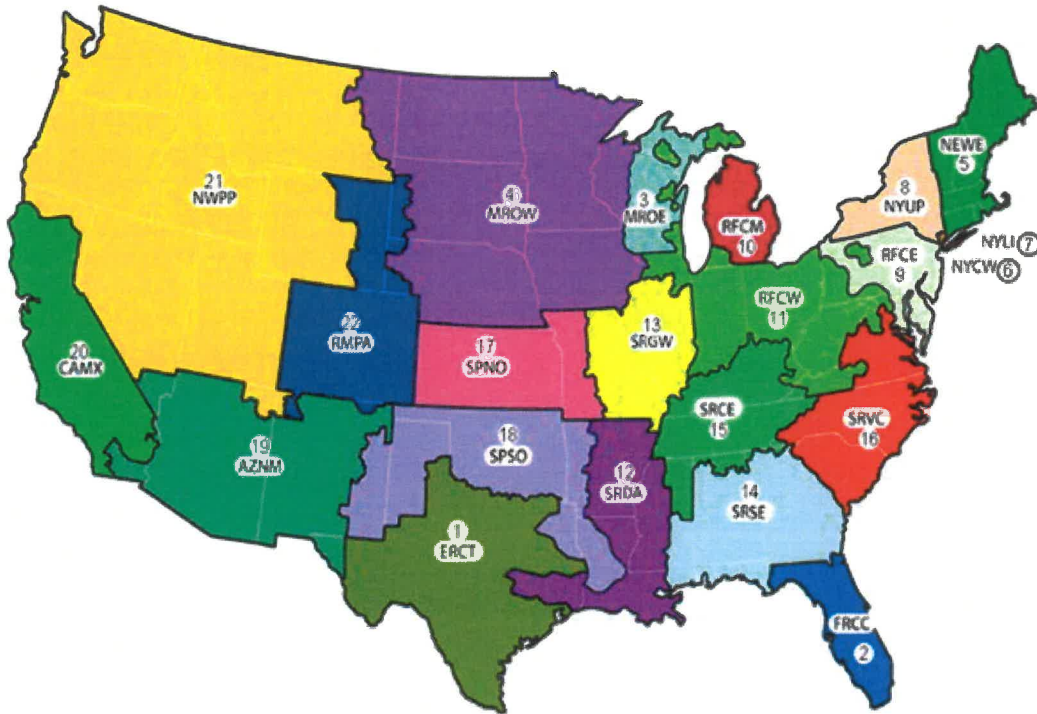 21
NWPP
4
MROW
3
MROE
RFCM
10
8
NYUP
NEWE
5
NYLI 7
NYCW 6
RFCE
9
RFCW
11
13
SRGW
22
RMPA
17
SPNO
20
CAMX
19
AZNM
18
SPSO
12
SRDA
SRCE
15
SRVC
16
14
SRSE
1
ERCT
FRCC
2